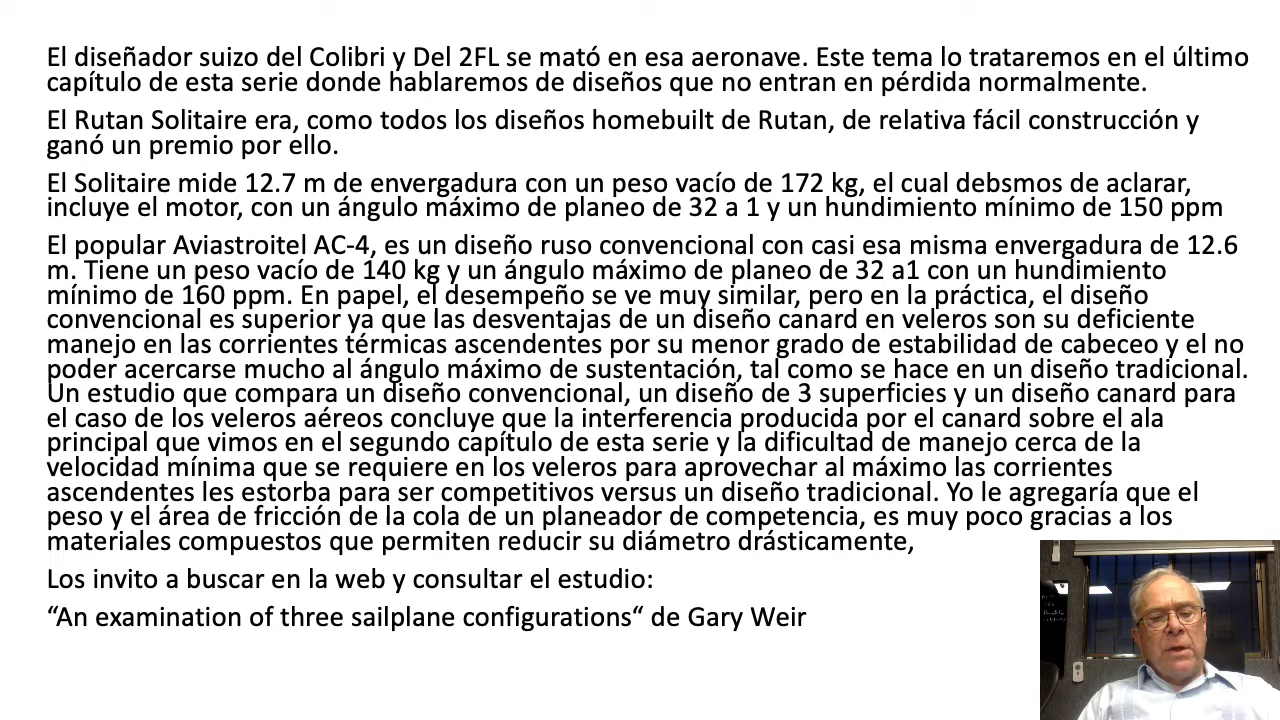 El diseñador suizo del Colibri y Del 2FL se mató en esa aeronave. Este tema lo trataremos en el último
capítulo de esta serie donde hablaremos de diseños que no entran en pérdida normalmente.
El Rutan Solitaire era, como todos los diseños homebuilt de Rutan, de relativa fácil construcción y
ganó un premio por ello.
El Solitaire mide 12.7 m de envergadura con un peso vacío de 172 kg, el cual debsmos de aclarar,
incluye el motor, con un ángulo máximo de planeo de 32 a 1 y un hundimiento mínimo de 150 ppm
El popular Aviastroitel AC-4, es un diseño ruso convencional con casi esa misma envergadura de 12.6
m. Tiene un peso vacío de 140 kg y un ángulo máximo de planeo de 32 a1 con un hundimiento
mínimo de 160 ppm. En papel, el desempeño se ve muy similar, pero en la práctica, el diseño
convencional es superior ya que las desventajas de un diseño canard en veleros son su deficiente
manejo en las corrientes térmicas ascendentes por su menor grado de estabilidad de cabeceo y el no
poder acercarse mucho al ángulo máximo de sustentación, tal como se hace en un diseño tradicional.
Un estudio que compara un diseño convencional, un diseño de 3 superficies y un diseño canard para
el caso de los veleros aéreos concluye que la interferencia producida por el canard sobre el ala
principal que vimos en el segundo capítulo de esta serie y la dificultad de manejo cerca de la
velocidad mínima que se requiere en los veleros para aprovechar al máximo las corrientes
ascendentes les estorba para ser competitivos versus un diseño tradicional. Yo le agregaría que el
peso y el área de fricción de la cola de un planeador de competencia, es muy poco gracias a los
materiales compuestos que permiten reducir su diámetro drásticamente,
Los invito a buscar en la web y consultar el estudio:
“An examination of three sailplane configurations“ de Gary Weir